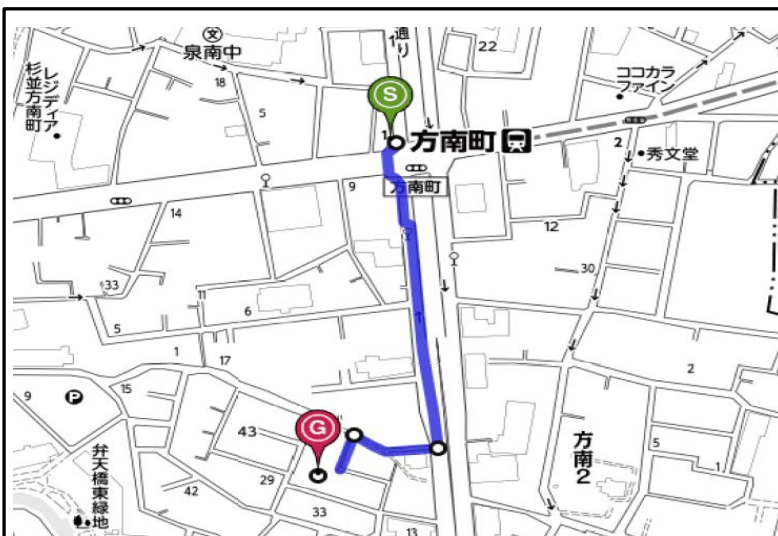 文
泉南中
通り
1
22
ココカラ
ファイン
レジディア
杉並方南町
18
5
S
1
方南町
2
秀文堂
方南町
9
14
12
30
33
11
6
5
1
17
2
9
15
P
43
G
方南2
5
1
弁天橋東緑地
42
29
33
13